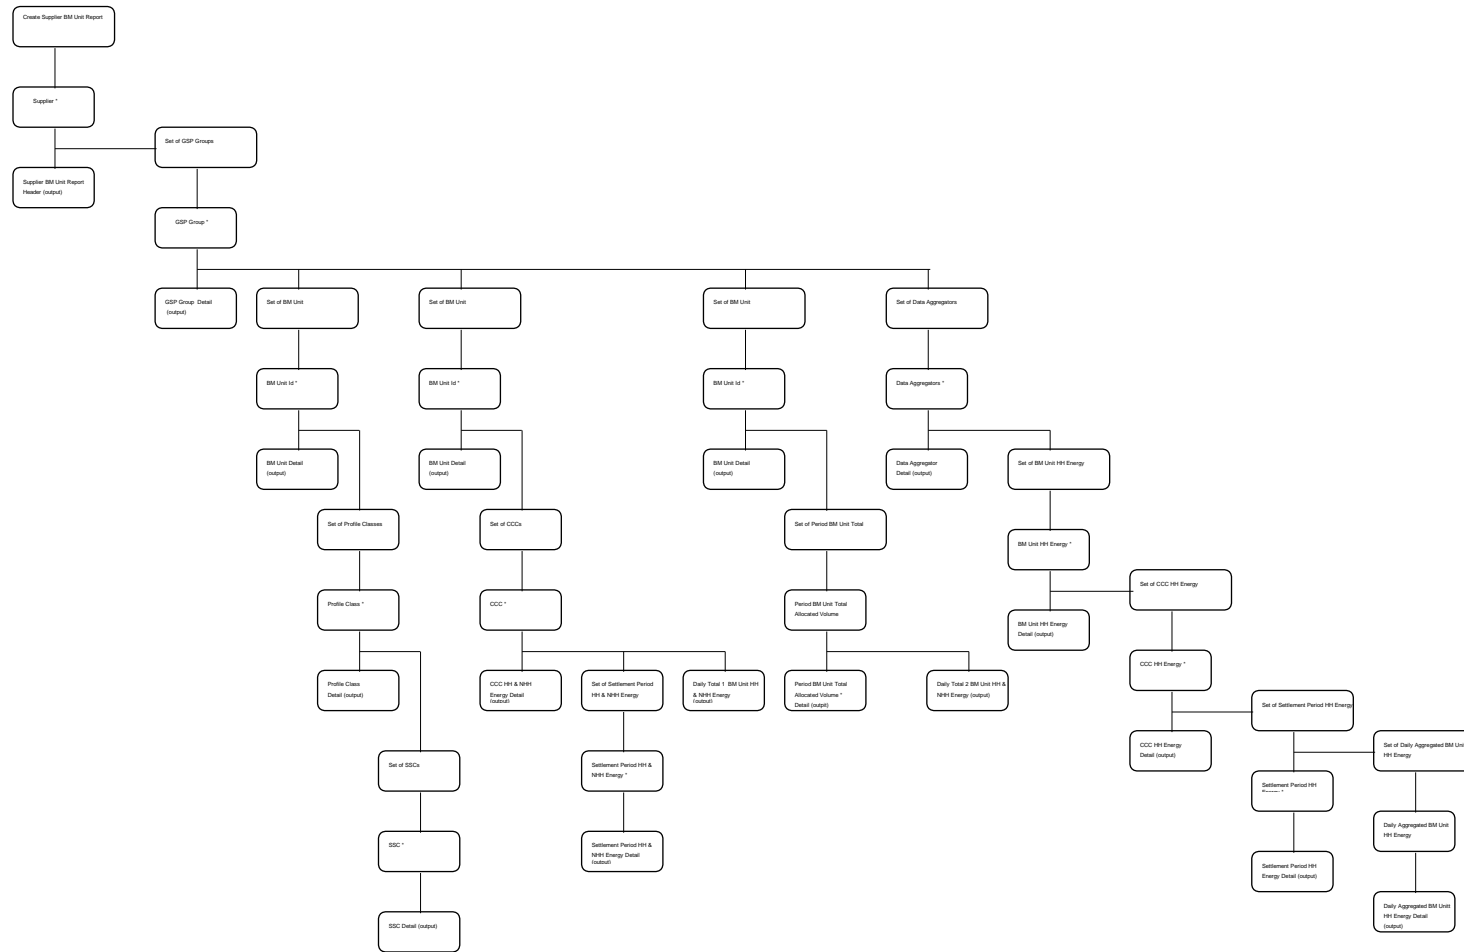 Create Supplier BM Unit Report
Supplier *
Set of GSP Groups
Supplier BM Unit Report
Header (output)
GSP Group *
GSP Group Detail
(output)
Set of BM Unit
Set of BM Unit
Set of BM Unit
Set of Data Aggregators
BM Unit Id *
BM Unit Id *
BM Unit Id *
Data Aggregators *
BM Unit Detail
(output)
BM Unit Detail
(output)
BM Unit Detail
(output)
Data Aggregator
Detail (output)
Set of BM Unit HH Energy
Set of Profile Classes
Set of CCCs
Set of Period BM Unit Total
BM Unit HH Energy *
Set of CCC HH Energy
Profile Class *
CCC *
Period BM Unit Total
Allocated Volume
BM Unit HH Energy
Detail (output)
CCC HH Energy *
Profile Class
Detail (output)
CCC HH & NHH
Energy Detail
(output)
Set of Settlement Period
HH & NHH Energy
Daily Total 1 BM Unit HH
& NHH Energy
(output)
Period BM Unit Total
Allocated Volume *
Detail (outpit)
Daily Total 2 BM Unit HH &
NHH Energy (output)
Set of Settlement Period HH Energy
CCC HH Energy
Detail (output)
Set of Daily Aggregated BM Unit
HH Energy
Set of SSCs
Settlement Period HH &
NHH Energy *
Settlement Period HH
Energy *
Daily Aggregated BM Unit
HH Energy
SSC *
Settlement Period HH &
NHH Energy Detail
(output)
Settlement Period HH
Energy Detail (output)
SSC Detail (output)
Daily Aggregated BM Unitt
HH Energy Detail
(output)